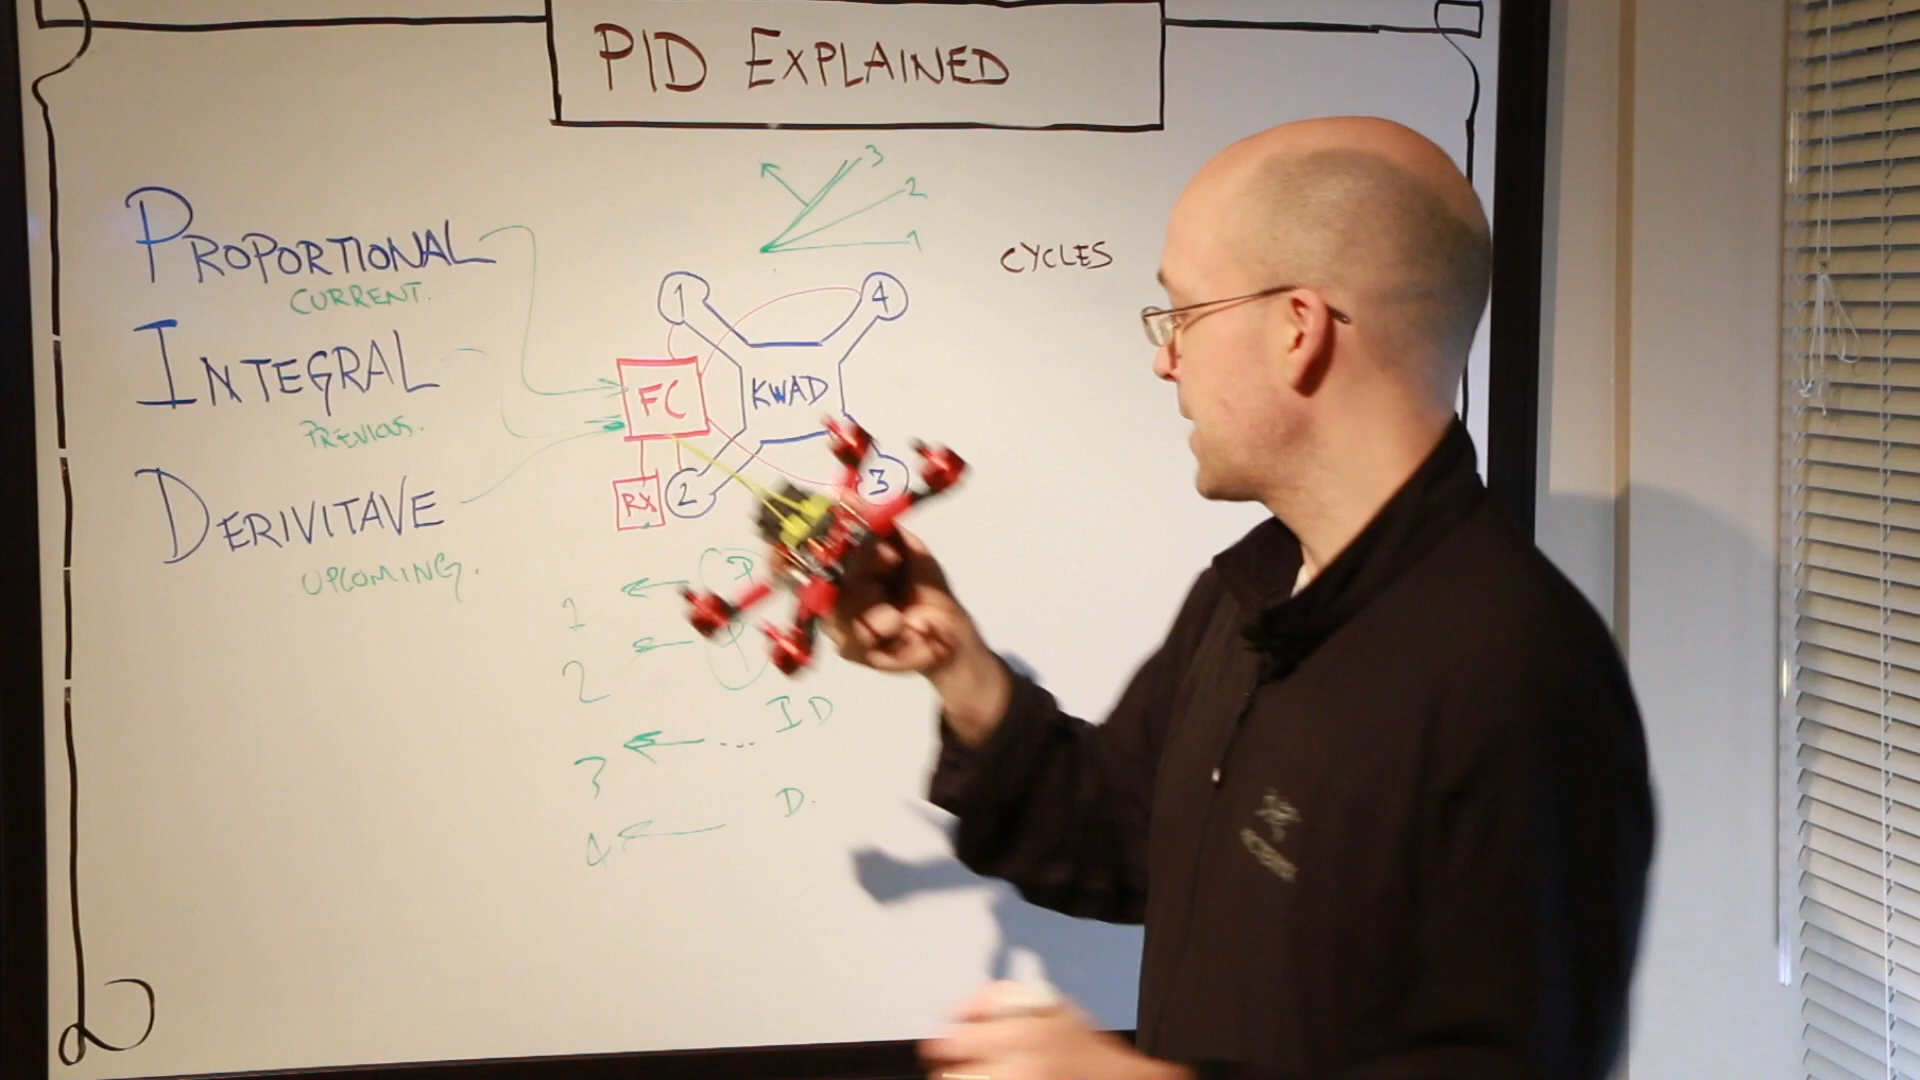 PID EXPLAINED
3
2
1
PROPORTIONAL
CURRENT.
CYCLES
1
4
INTEGRAL
FC
KWAD
PREVIOUS.
DERIVITAVE
RX
2
3
UPCOMING.
1
P
2
3
... I D
4
D.